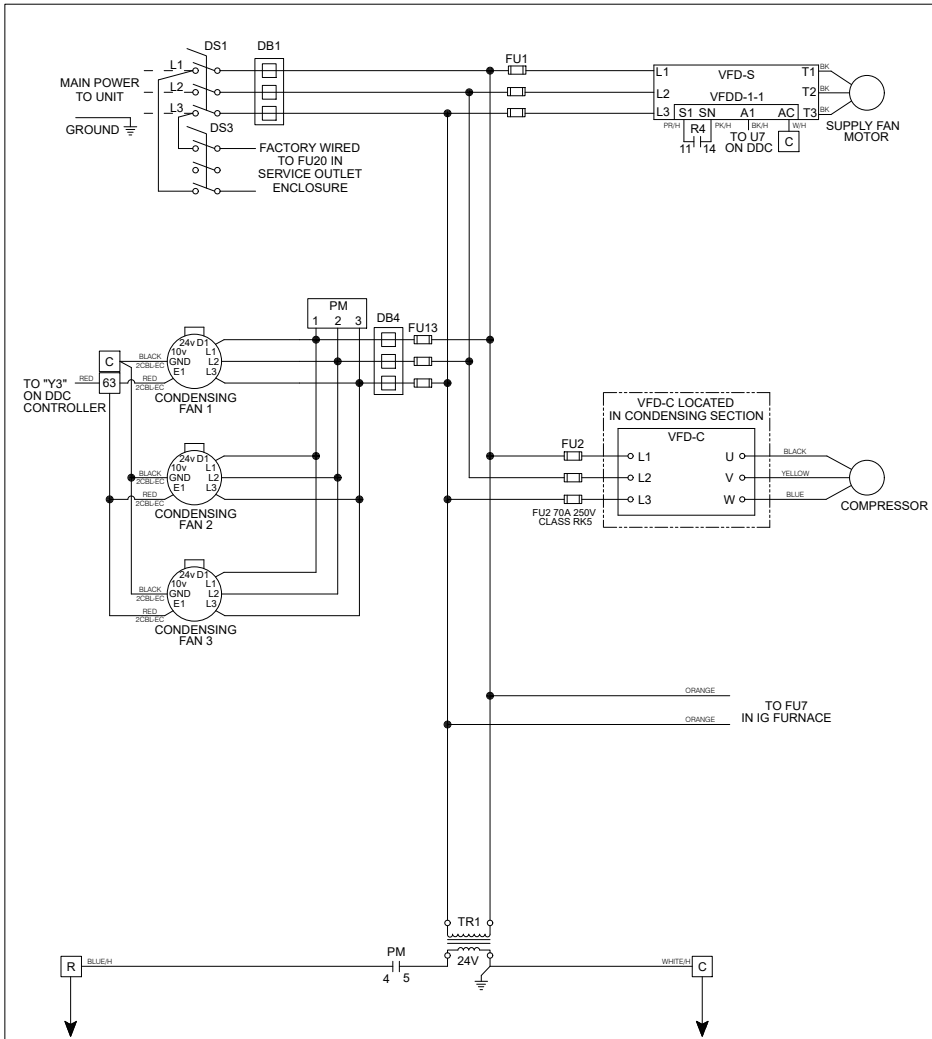 DS1
DB1
FU1
MAIN POWER
TO UNIT
L1
L2
L3
GROUND
DS3
FACTORY WIRED
TO FU20 IN
SERVICE OUTLET
ENCLOSURE
L1
VFD-S
T1
BK
L2
VFDD-1-1
T2
BK
L3
S1
SN
A1
AC
T3
BK
PR/H
R4
PK/H
BK/H
W/H
11
14
TO U7
ON DDC
C
SUPPLY FAN
MOTOR
PM
1 2 3
DB4
FU13
C
63
TO "Y3"
ON DDC
CONTROLLER
RED
BLACK
2CBL-EC
RED
2CBL-EC
24v D1
10v L1
GND L2
E1 L3
CONDENSING
FAN 1
BLACK
2CBL-EC
RED
2CBL-EC
24v D1
10v L1
GND L2
E1 L3
CONDENSING
FAN 2
BLACK
2CBL-EC
RED
2CBL-EC
24v D1
10v L1
GND L2
E1 L3
CONDENSING
FAN 3
VFD-C LOCATED
IN CONDENSING SECTION
VFD-C
FU2
L1
U
BLACK
L2
V
YELLOW
L3
W
BLUE
FU2 70A 250V
CLASS RK5
COMPRESSOR
ORANGE
ORANGE
TO FU7
IN IG FURNACE
TR1
24V
R
BLUE/H
PM
4 5
WHITE/H
C